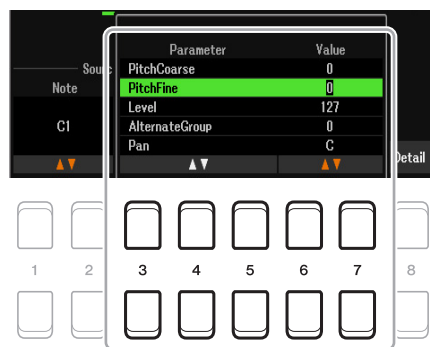 Parameter Value
Sourc PitchCoarse 0
Note PitchFine 0
Level 127
C1 AlternateGroup 0
Pan C
Detail
▲▼ ▲▼ ▲▼
1 2 3 4 5 6 7 8